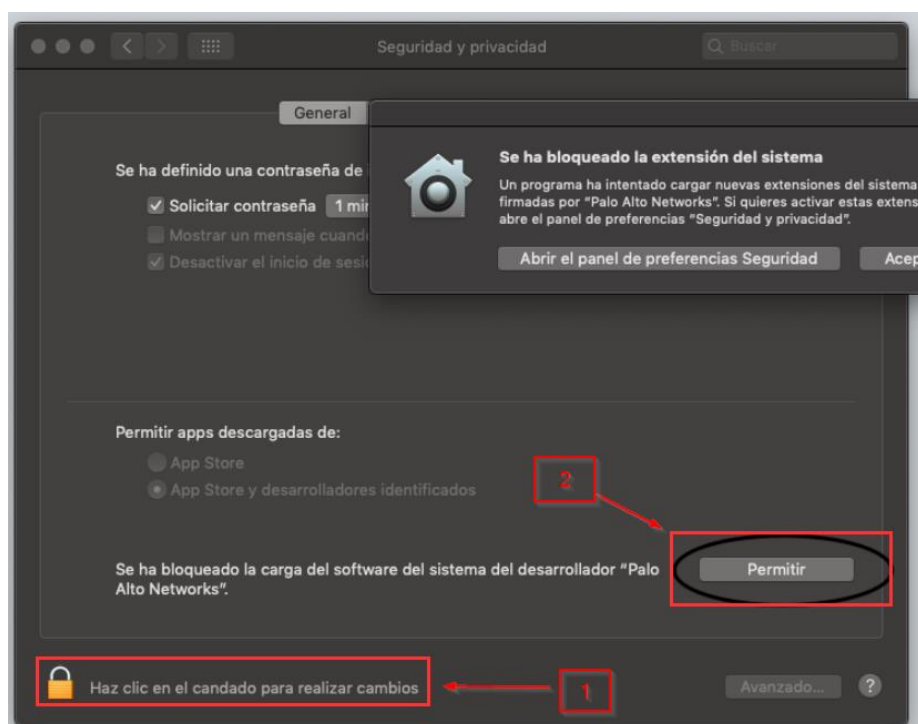 Seguridad y privacidad
Buscar
General
Se ha bloqueado la extensión del sistema
Un programa ha intentado cargar nuevas extensiones del sistema
firmadas por "Palo Alto Networks". Si quieres activar estas extens
abre el panel de preferencias "Seguridad y privacidad".
Abrir el panel de preferencias Seguridad
Acep
Se ha definido una contraseña de
Solicitar contraseña 1 min
Mostrar un mensaje cuand
Desactivar el inicio de sesi
Permitir apps descargadas de:
App Store
App Store y desarrolladores identificados
2
Se ha bloqueado la carga del software del sistema del desarrollador "Palo
Alto Networks".
Permitir
Haz clic en el candado para realizar cambios
1
Avanzado...
?